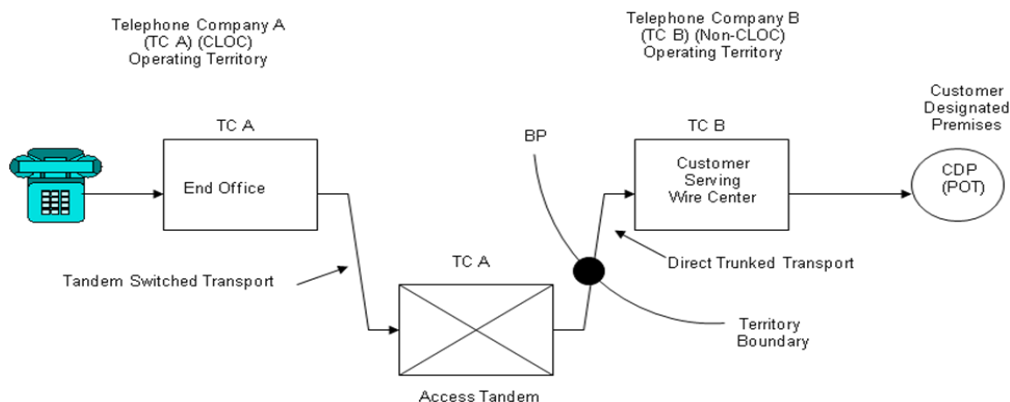 Telephone Company A
(TC A) (CLOC)
Operating Territory
Telephone Company B
(TC B) (Non-CLOC)
Operating Territory
Customer
Designated
Premises
TC A
End Office
BP
TC B
Customer
Serving
Wire Center
CDP
(POT)
Tandem Switched Transport
TC A
Direct Trunked Transport
Territory
Boundary
Access Tandem